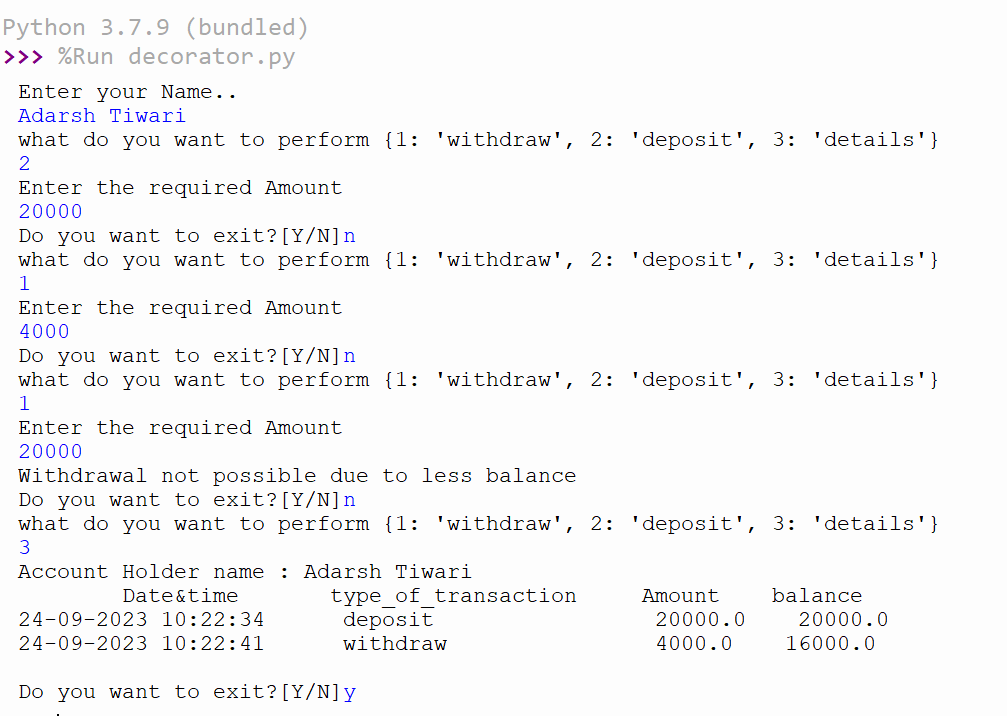 Python 3.7.9 (bundled)
>>> %Run decorator.py
Enter your Name..
Adarsh Tiwari
what do you want to perform {1: 'withdraw', 2: 'deposit', 3: 'details'}
2
Enter the required Amount
20000
Do you want to exit?[Y/N]n
what do you want to perform {1: 'withdraw', 2: 'deposit', 3: 'details'}
1
Enter the required Amount
4000
Do you want to exit?[Y/N]n
what do you want to perform {1: 'withdraw', 2: 'deposit', 3: 'details'}
1
Enter the required Amount
20000
Withdrawal not possible due to less balance
Do you want to exit?[Y/N]n
what do you want to perform {1: 'withdraw', 2: 'deposit', 3: 'details'}
3
Account Holder name : Adarsh Tiwari
Date&time type_of_transaction Amount balance
24-09-2023 10:22:34 deposit 20000.0 20000.0
24-09-2023 10:22:41 withdraw 4000.0 16000.0
Do you want to exit?[Y/N]y